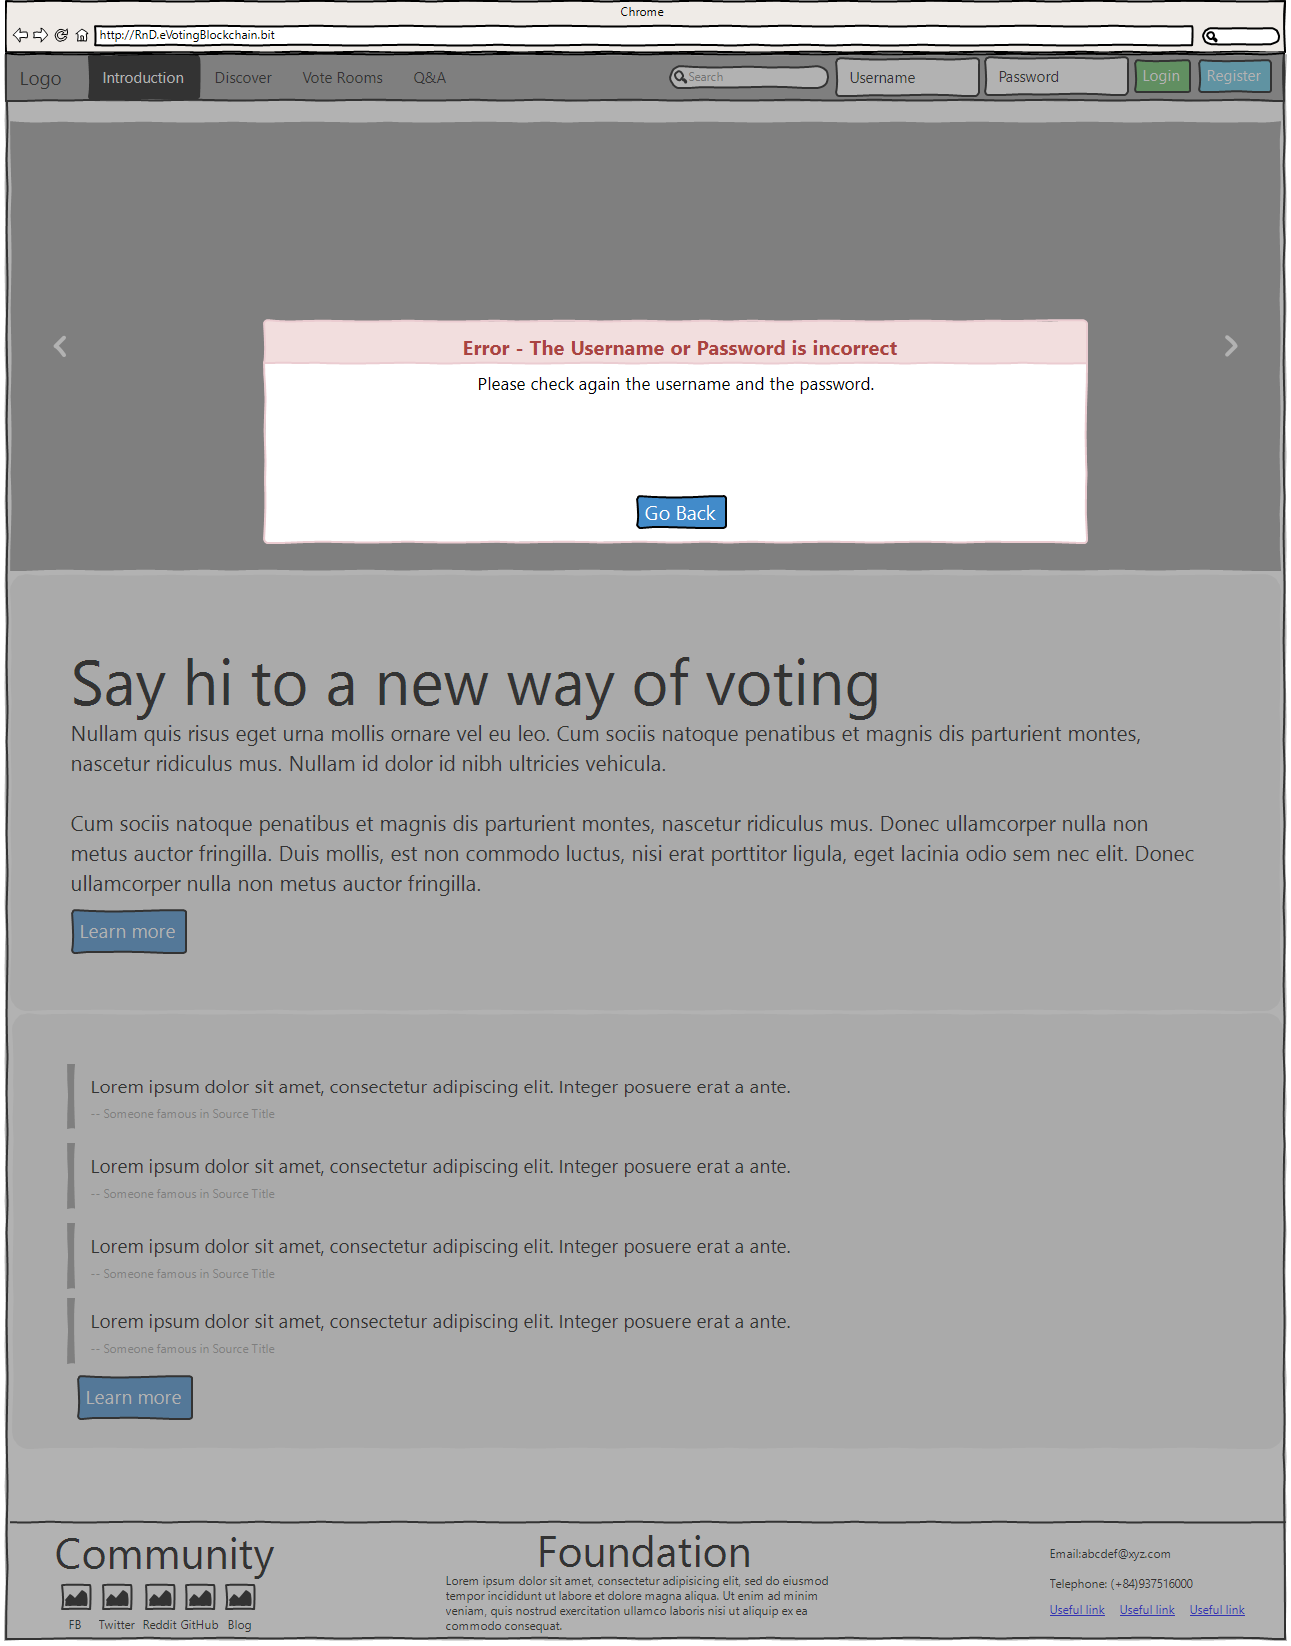 Chrome
http://RnD.eVotingBlockchain.bit
Logo Introduction Discover Vote Rooms Q&A Search Username Password Login Register
Error - The Username or Password is incorrect
Please check again the username and the password.
Go Back
Say hi to a new way of voting
Nullam quis risus eget urna mollis ornare vel eu leo. Cum sociis natoque penatibus et magnis dis parturient montes,
nascetur ridiculus mus. Nullam id dolor id nibh ultricies vehicula.
Cum sociis natoque penatibus et magnis dis parturient montes, nascetur ridiculus mus. Donec ullamcorper nulla non
metus auctor fringilla. Duis mollis, est non commodo luctus, nisi erat porttitor ligula, eget lacinia odio sem nec elit. Donec
ullamcorper nulla non metus auctor fringilla.
Learn more
Lorem ipsum dolor sit amet, consectetur adipiscing elit. Integer posuere erat a ante.
-- Someone famous in Source Title
Lorem ipsum dolor sit amet, consectetur adipiscing elit. Integer posuere erat a ante.
-- Someone famous in Source Title
Lorem ipsum dolor sit amet, consectetur adipiscing elit. Integer posuere erat a ante.
-- Someone famous in Source Title
Lorem ipsum dolor sit amet, consectetur adipiscing elit. Integer posuere erat a ante.
-- Someone famous in Source Title
Learn more
Community
FB Twitter Reddit GitHub Blog
Foundation
Lorem ipsum dolor sit amet, consectetur adipisicing elit, sed do eiusmod
tempor incididunt ut labore et dolore magna aliqua. Ut enim ad minim
veniam, quis nostrud exercitation ullamco laboris nisi ut aliquip ex ea
commodo consequat.
Email:abcdef@xyz.com
Telephone: (+84)937516000
Useful link Useful link Useful link